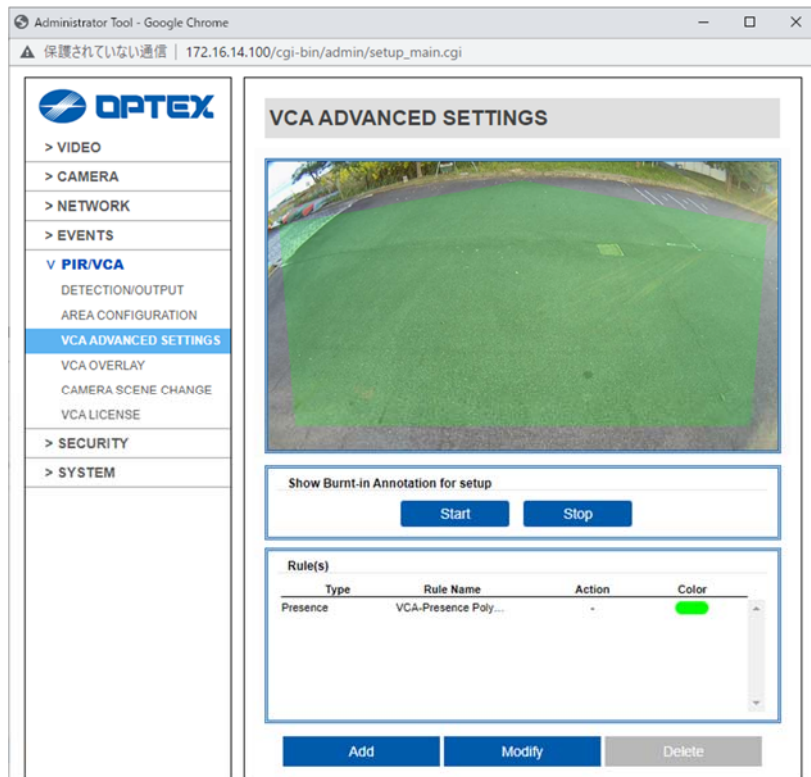 Administrator Tool - Google Chrome
保護されていない通信 | 172.16.14.100/cgi-bin/admin/setup_main.cgi
OPTEX
> VIDEO
> CAMERA
> NETWORK
> EVENTS
v PIR/VCA
DETECTION/OUTPUT
AREA CONFIGURATION
VCA ADVANCED SETTINGS
VCA OVERLAY
CAMERA SCENE CHANGE
VCA LICENSE
> SECURITY
> SYSTEM
VCA ADVANCED SETTINGS
Show Burnt-in Annotation for setup
Start Stop
Rule(s)
Type Rule Name Action Color
Presence VCA-Presence Poly... -
Add Modify Delete